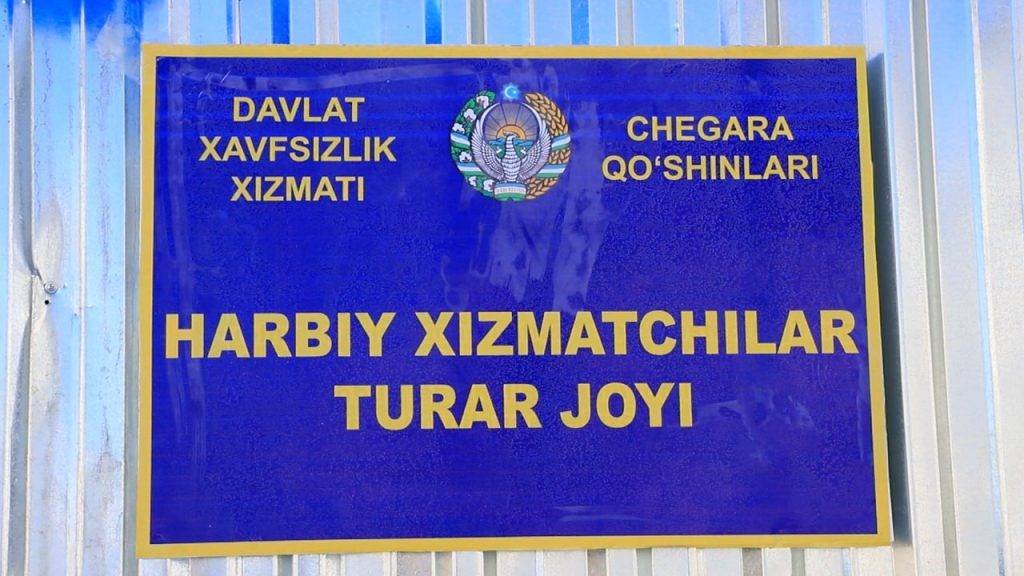 DAVLAT
XAVFSIZLIK
XIZMATI
CHEGARA
QO‘SHINLARI
HARBIY XIZMATCHILAR
TURAR JOYI